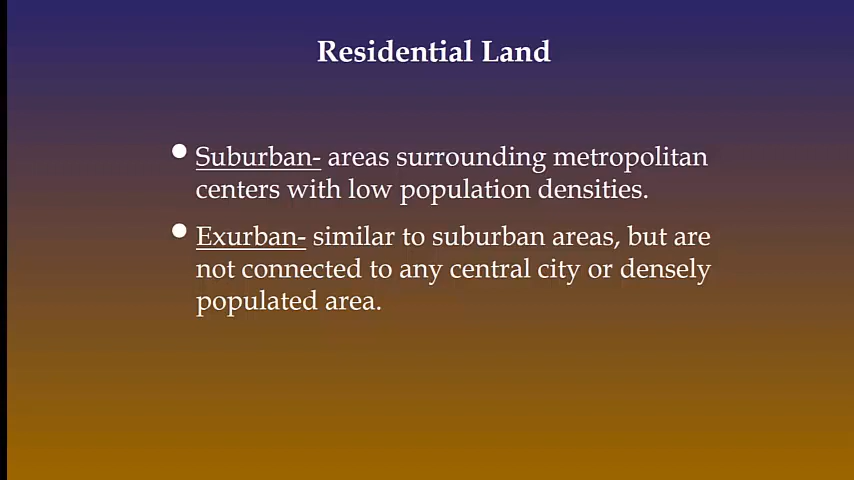 Residential Land
• Suburban- areas surrounding metropolitan
centers with low population densities.
• Exurban- similar to suburban areas, but are
not connected to any central city or densely
populated area.